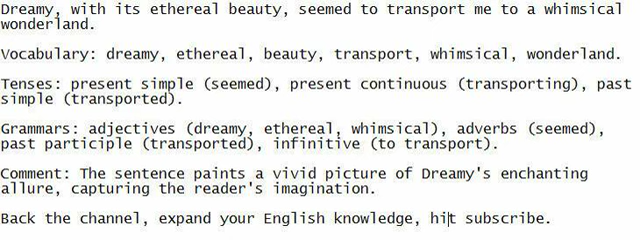 Dreamy, with its ethereal beauty, seemed to transport me to a whimsical
wonderland.
Vocabulary: dreamy, ethereal, beauty, transport, whimsical, wonderland.
Tenses: present simple (seemed), present continuous (transporting), past
simple (transported).
Grammars: adjectives (dreamy, ethereal, whimsical), adverbs (seemed),
past participle (transported), infinitive (to transport).
Comment: The sentence paints a vivid picture of Dreamy's enchanting
allure, capturing the reader's imagination.
Back the channel, expand your English knowledge, hit subscribe.